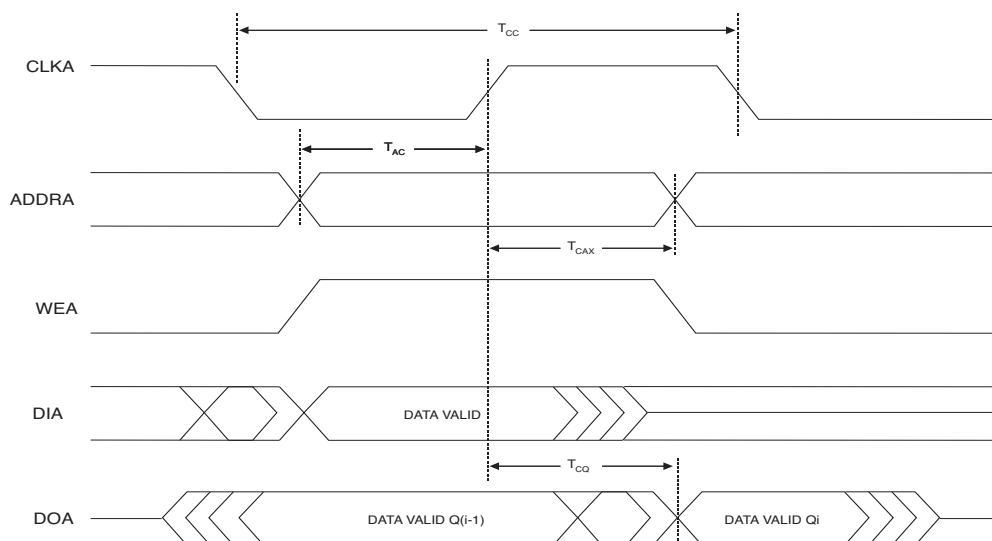 T_CC
CLKA
T_AC
ADDRA
T_CAX
WEA
DIA
DATA VALID
T_CQ
DOA
DATA VALID Q(i-1)
DATA VALID Qi